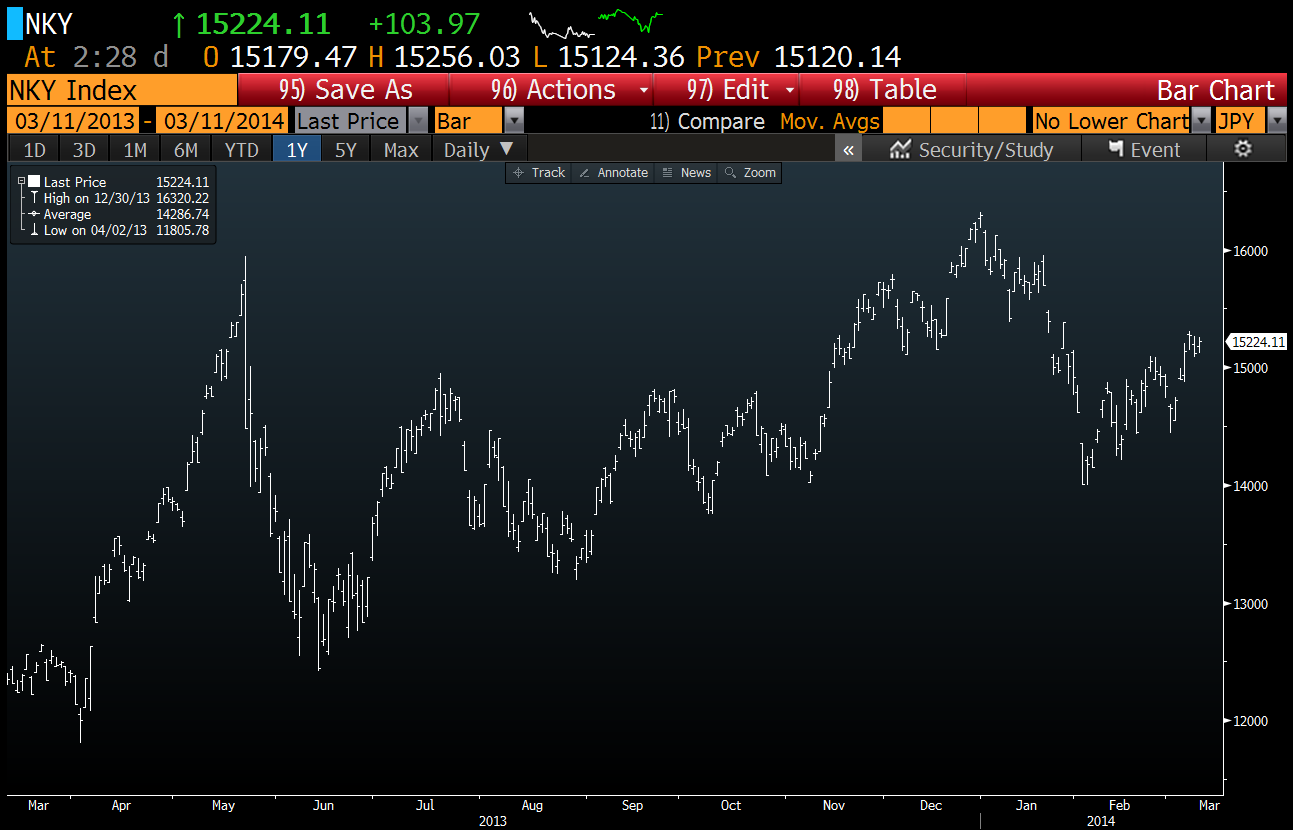 NKY ↑ 15224.11 +103.97
At 2:28 d O 15179.47 H 15256.03 L 15124.36 Prev 15120.14
NKY Index 95) Save As 96) Actions 97) Edit 98) Table Bar Chart
03/11/2013 - 03/11/2014 Last Price Bar 11) Compare Mov. Avgs No Lower Chart JPY
1D 3D 1M 6M YTD 1Y 5Y Max Daily ▼ « Security/Study Event
Track Annotate News Zoom
Last Price 15224.11
High on 12/30/13 16320.22
Average 14286.74
Low on 04/02/13 11805.78
16000
15224.11
15000
14000
13000
12000
Mar Apr May Jun Jul Aug Sep Oct Nov Dec Jan Feb Mar
2013 2014